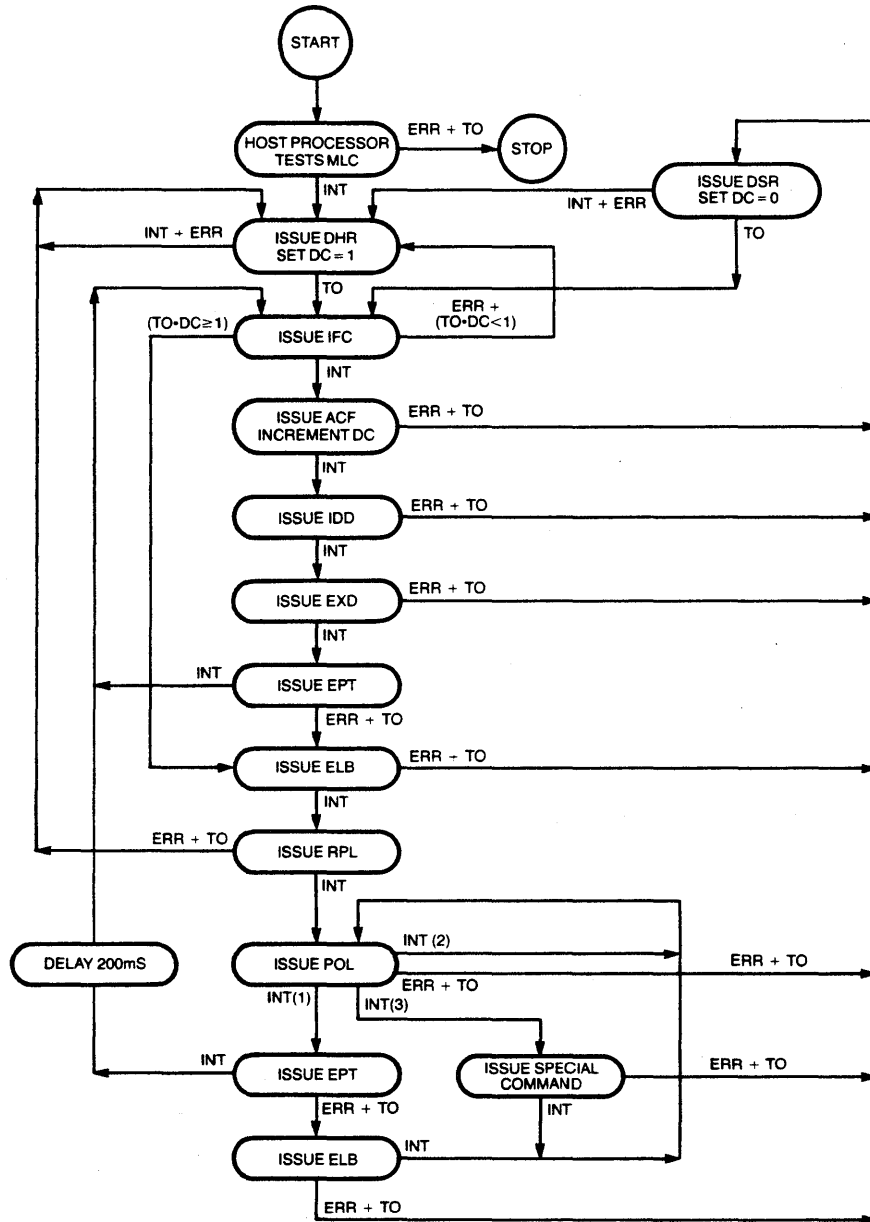 START
HOST PROCESSOR
TESTS MLC
ERR + TO
STOP
INT
ISSUE DSR
SET DC = 0
INT + ERR
TO
ISSUE DHR
SET DC = 1
INT + ERR
TO
(TO•DC≥1)
ISSUE IFC
ERR +
(TO•DC<1)
INT
ISSUE ACF
INCREMENT DC
ERR + TO
INT
ISSUE IDD
ERR + TO
INT
ISSUE EXD
ERR + TO
INT
INT
ISSUE EPT
ERR + TO
ISSUE ELB
ERR + TO
INT
ERR + TO
ISSUE RPL
INT
DELAY 200mS
ISSUE POL
INT (2)
ERR + TO
ERR + TO
INT(1)
INT(3)
INT
ISSUE EPT
ISSUE SPECIAL
COMMAND
ERR + TO
ERR + TO
INT
ISSUE ELB
INT
ERR + TO